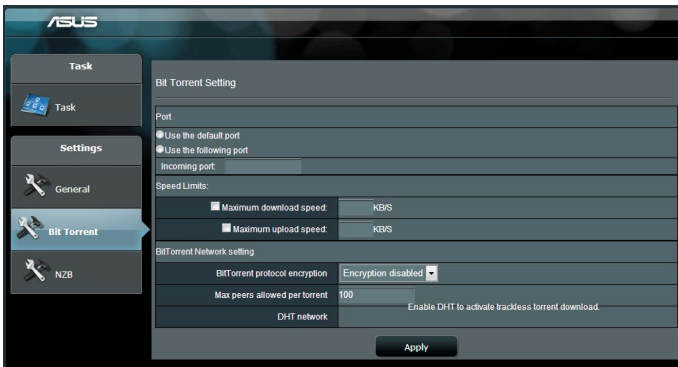 ASUS
Task
Task
Settings
General
Bit Torrent
NZB
Bit Torrent Setting
Port
Use the default port
Use the following port
Incoming port:
Speed Limits:
Maximum download speed: KB/S
Maximum upload speed: KB/S
BitTorrent Network setting
BitTorrent protocol encryption Encryption disabled
Max peers allowed per torrent 100
DHT network Enable DHT to activate trackless torrent download.
Apply